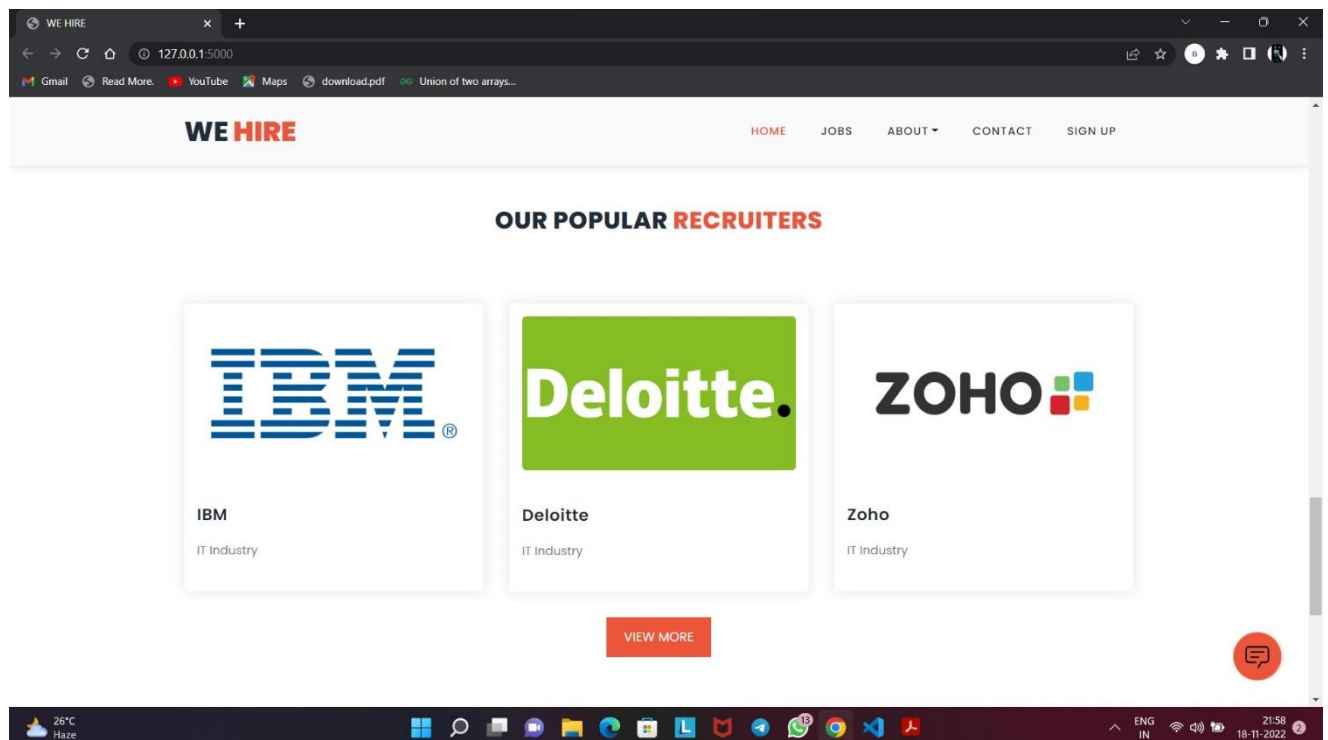 WE HIRE
127.0.0.1:5000
B
Gmail Read More. YouTube Maps download.pdf Union of two arrays...
WE HIRE
HOME JOBS ABOUT CONTACT SIGN UP
OUR POPULAR RECRUITERS
IBM®
Deloitte.
ZOHO
IBM
Deloitte
Zoho
IT Industry
IT Industry
IT Industry
VIEW MORE
26°C
Haze
L
13
ENG
IN
21:58
18-11-2022
2